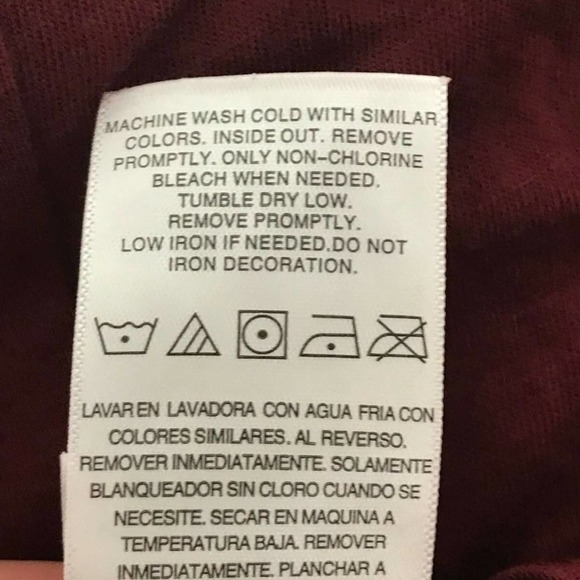 MACHINE WASH COLD WITH SIMILAR
COLORS. INSIDE OUT. REMOVE
PROMPTLY. ONLY NON-CHLORINE
BLEACH WHEN NEEDED.
TUMBLE DRY LOW.
REMOVE PROMPTLY.
LOW IRON IF NEEDED.DO NOT
IRON DECORATION.
LAVAR EN LAVADORA CON AGUA FRIA CON
COLORES SIMILARES. AL REVERSO.
REMOVER INMEDIATAMENTE. SOLAMENTE
BLANQUEADOR SIN CLORO CUANDO SE
NECESITE. SECAR EN MAQUINA A
TEMPERATURA BAJA. REMOVER
INMEDIATAMENTE. PLANCHAR A